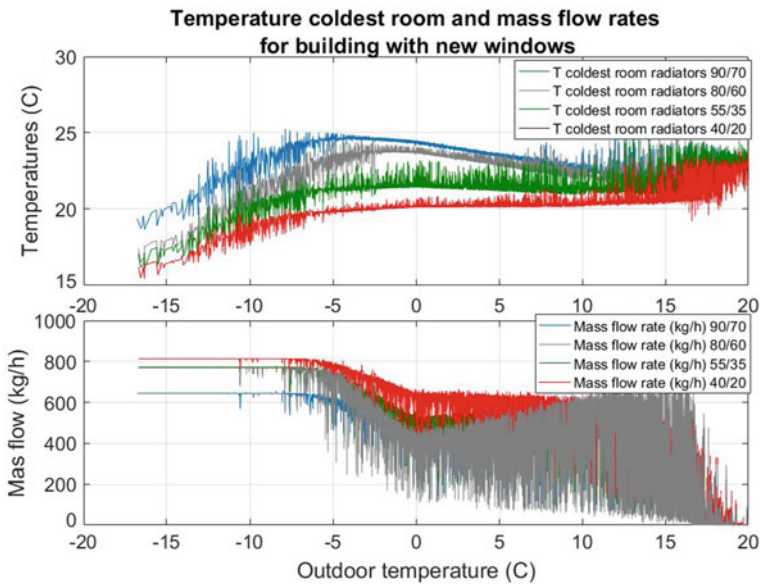 Temperature coldest room and mass flow rates
for building with new windows
30
25
20
15
Temperatures (C)
T coldest room radiators 90/70
T coldest room radiators 80/60
T coldest room radiators 55/35
T coldest room radiators 40/20
-20 -15 -10 -5 0 5 10 15 20
1000
800
600
400
200
0
Mas flow (kg/h)
Mass flow rate (kg/h) 90/70
Mass flow rate (kg/h) 80/60
Mass flow rate (kg/h) 55/35
Mass flow rate (kg/h) 40/20
-20 -15 -10 -5 0 5 10 15 20
Outdoor temperature (C)